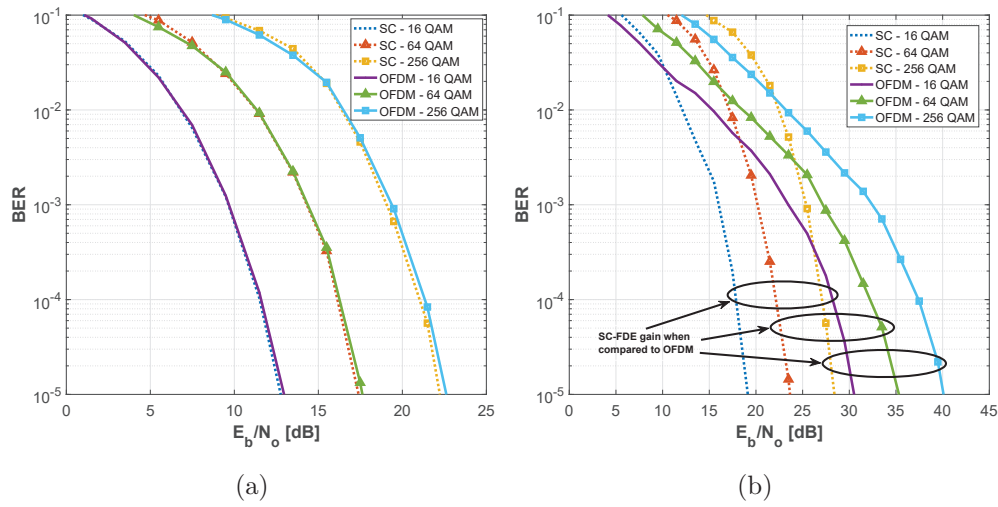 10^-1
10^-2
10^-3
10^-4
10^-5
BER
0 5 10 15 20 25
E_b/N_o [dB]
SC - 16 QAM
SC - 64 QAM
SC - 256 QAM
OFDM - 16 QAM
OFDM - 64 QAM
OFDM - 256 QAM
(a)
10^-1
10^-2
10^-3
10^-4
10^-5
BER
0 5 10 15 20 25 30 35 40 45
E_b/N_o [dB]
SC - 16 QAM
SC - 64 QAM
SC - 256 QAM
OFDM - 16 QAM
OFDM - 64 QAM
OFDM - 256 QAM
SC-FDE gain when
compared to OFDM
(b)